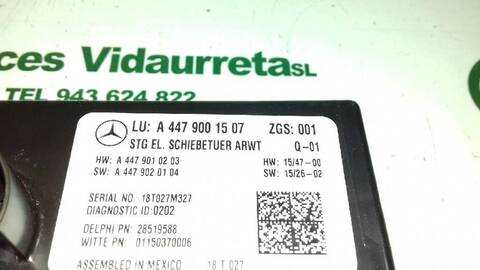 ces Vidaurreta SL
TEL 943 624 822
LU: A 447 900 15 07 ZGS: 001
STG EL. SCHIEBETUER ARWT Q-01
HW: A 447 901 02 03 HW: 15/47-00
SW: A 447 902 01 04 SW: 15/26-02
SERIAL NO: 18T027M327
DIAGNOSTIC ID: 0202
DELPHI PN: 28519588
WITTE PN: 01150370006
ASSEMBLED IN MEXICO 18 T 027